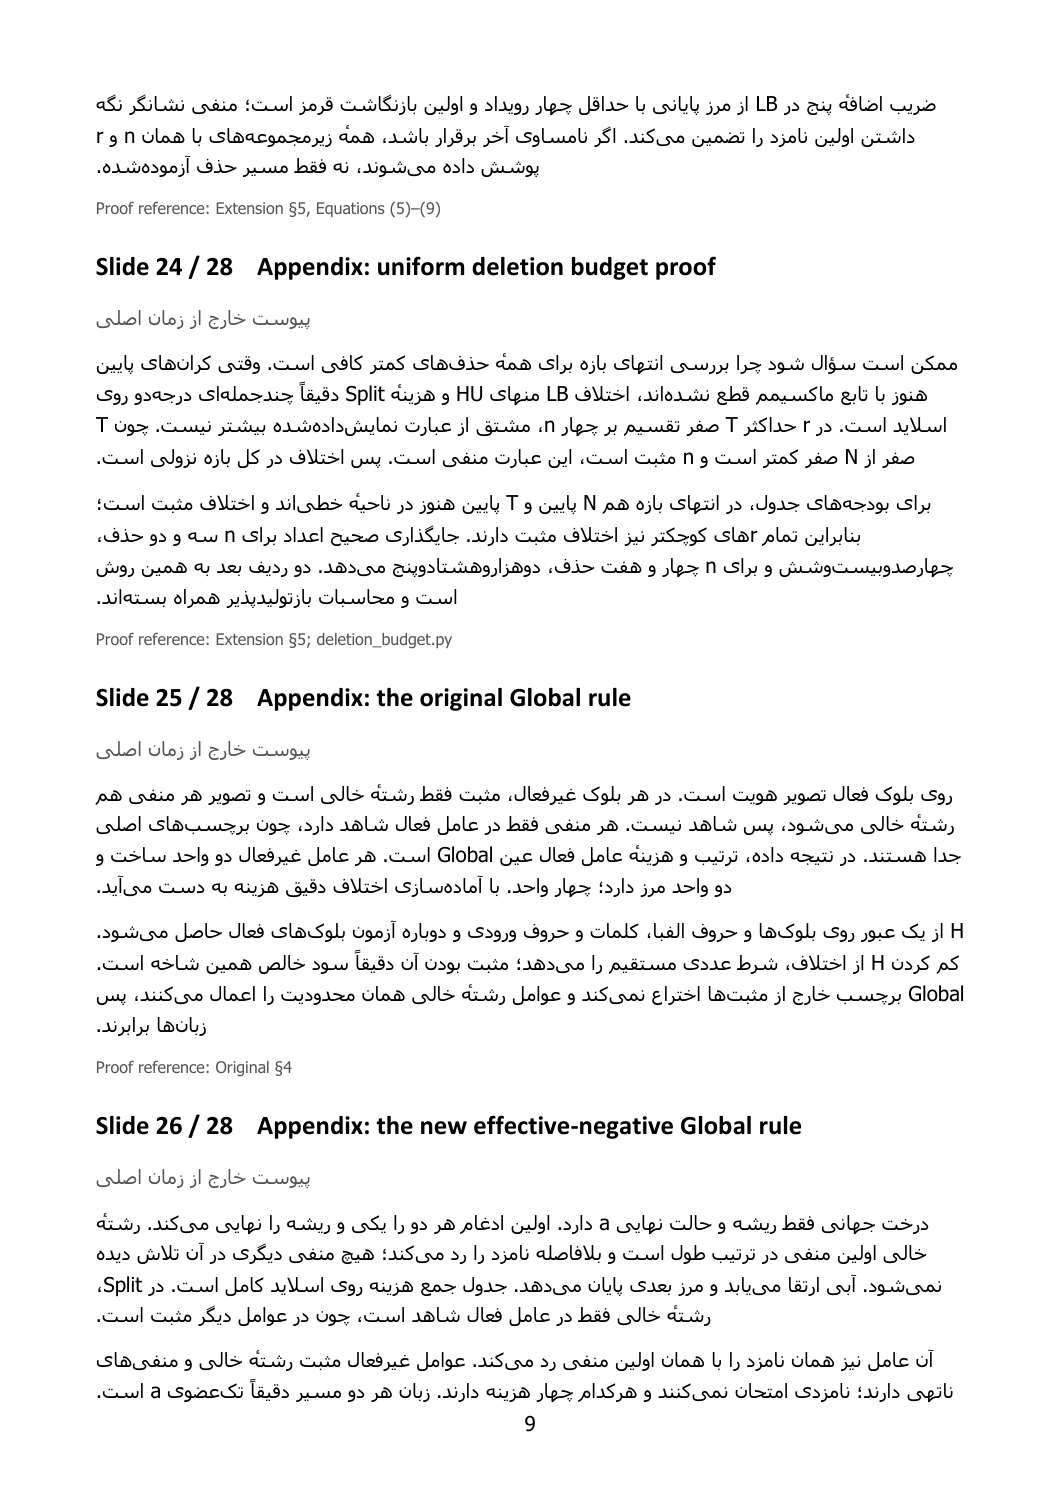 ضریب اضافهٔ پنج در LB از مرز پایانی با حداقل چهار رویداد و اولین بازنگاشت قرمز است؛ منفی نشانگر نگه
داشتن اولین نامزد را تضمین می‌کند. اگر نامساوی آخر برقرار باشد، همهٔ زیرمجموعه‌های با همان n و r
پوشش داده می‌شوند، نه فقط مسیر حذف آزموده‌شده.
Proof reference: Extension §5, Equations (5)–(9)
Slide 24 / 28 Appendix: uniform deletion budget proof
پیوست خارج از زمان اصلی
ممکن است سؤال شود چرا بررسی انتهای بازه برای همهٔ حذف‌های کمتر کافی است. وقتی کران‌های پایین
هنوز با تابع ماکسیمم قطع نشده‌اند، اختلاف LB منهای HU و هزینهٔ Split دقیقاً چندجمله‌ای درجه‌دو روی
اسلاید است. در r حداکثر T صفر تقسیم بر چهار n، مشتق از عبارت نمایش‌داده‌شده بیشتر نیست. چون T
صفر از N صفر کمتر است و n مثبت است، این عبارت منفی است. پس اختلاف در کل بازه نزولی است.
برای بودجه‌های جدول، در انتهای بازه هم N پایین و T پایین هنوز در ناحیهٔ خطی‌اند و اختلاف مثبت است؛
بنابراین تمام rهای کوچکتر نیز اختلاف مثبت دارند. جایگذاری صحیح اعداد برای n سه و دو حذف،
چهارصدوبیست‌وشش و برای n چهار و هفت حذف، دوهزاروهشتادوپنج می‌دهد. دو ردیف بعد به همین روش
است و محاسبات بازتولیدپذیر همراه بسته‌اند.
Proof reference: Extension §5; deletion_budget.py
Slide 25 / 28 Appendix: the original Global rule
پیوست خارج از زمان اصلی
روی بلوک فعال تصویر هویت است. در هر بلوک غیرفعال، مثبت فقط رشتهٔ خالی است و تصویر هر منفی هم
رشتهٔ خالی می‌شود، پس شاهد نیست. هر منفی فقط در عامل فعال شاهد دارد، چون برچسب‌های اصلی
جدا هستند. در نتیجه داده، ترتیب و هزینهٔ عامل فعال عین Global است. هر عامل غیرفعال دو واحد ساخت و
دو واحد مرز دارد؛ چهار واحد. با آماده‌سازی اختلاف دقیق هزینه به دست می‌آید.
H از یک عبور روی بلوک‌ها و حروف الفبا، کلمات و حروف ورودی و دوباره آزمون بلوک‌های فعال حاصل می‌شود.
کم کردن H از اختلاف، شرط عددی مستقیم را می‌دهد؛ مثبت بودن آن دقیقاً سود خالص همین شاخه است.
Global برچسب خارج از مثبت‌ها اختراع نمی‌کند و عوامل رشتهٔ خالی همان محدودیت را اعمال می‌کنند، پس
زبان‌ها برابرند.
Proof reference: Original §4
Slide 26 / 28 Appendix: the new effective-negative Global rule
پیوست خارج از زمان اصلی
درخت جهانی فقط ریشه و حالت نهایی a دارد. اولین ادغام هر دو را یکی و ریشه را نهایی می‌کند. رشتهٔ
خالی اولین منفی در ترتیب طول است و بلافاصله نامزد را رد می‌کند؛ هیچ منفی دیگری در آن تلاش دیده
نمی‌شود. آبی ارتقا می‌یابد و مرز بعدی پایان می‌دهد. جدول جمع هزینه روی اسلاید کامل است. در Split،
رشتهٔ خالی فقط در عامل فعال شاهد است، چون در عوامل دیگر مثبت است.
آن عامل نیز همان نامزد را با همان اولین منفی رد می‌کند. عوامل غیرفعال مثبت رشتهٔ خالی و منفی‌های
ناتهی دارند؛ نامزدی امتحان نمی‌کنند و هرکدام چهار هزینه دارند. زبان هر دو مسیر دقیقاً تک‌عضوی a است.
9